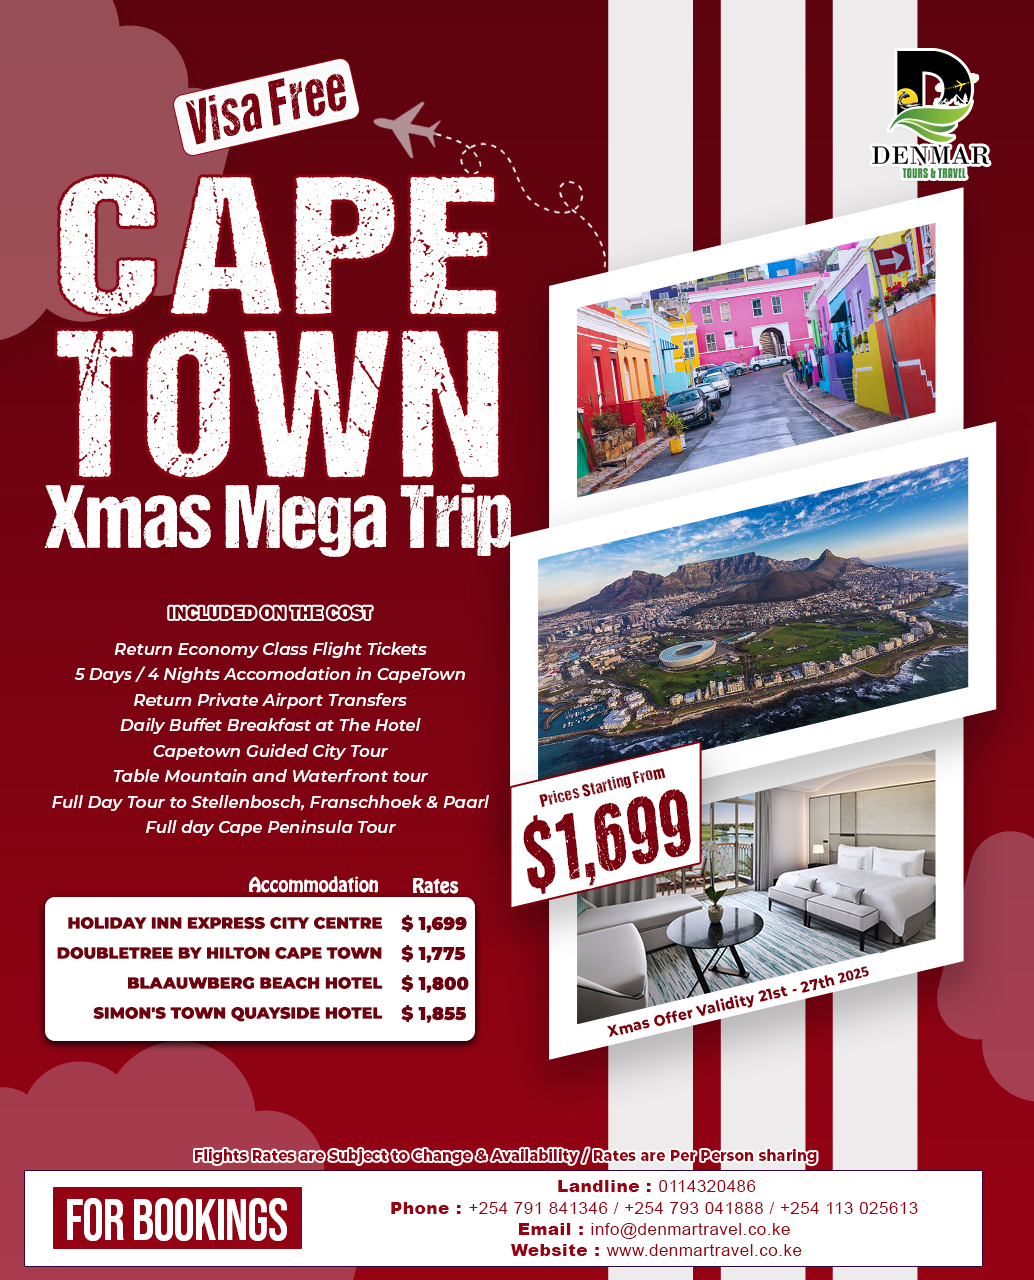 Visa Free
DENMAR
TOURS & TRAVEL
CAPE
TOWN
Xmas Mega Trip
INCLUDED ON THE COST
Return Economy Class Flight Tickets
5 Days / 4 Nights Accomodation in CapeTown
Return Private Airport Transfers
Daily Buffet Breakfast at The Hotel
Capetown Guided City Tour
Table Mountain and Waterfront tour
Full Day Tour to Stellenbosch, Franschhoek & Paarl
Full day Cape Peninsula Tour
Prices Starting From
$1,699
Accommodation Rates
HOLIDAY INN EXPRESS CITY CENTRE $ 1,699
DOUBLETREE BY HILTON CAPE TOWN $ 1,775
BLAAUWBERG BEACH HOTEL $ 1,800
SIMON'S TOWN QUAYSIDE HOTEL $ 1,855
Xmas Offer Validity 21st - 27th 2025
Flights Rates are Subject to Change & Availability / Rates are Per Person sharing
FOR BOOKINGS
Landline : 0114320486
Phone : +254 791 841346 / +254 793 041888 / +254 113 025613
Email : info@denmartravel.co.ke
Website : www.denmartravel.co.ke